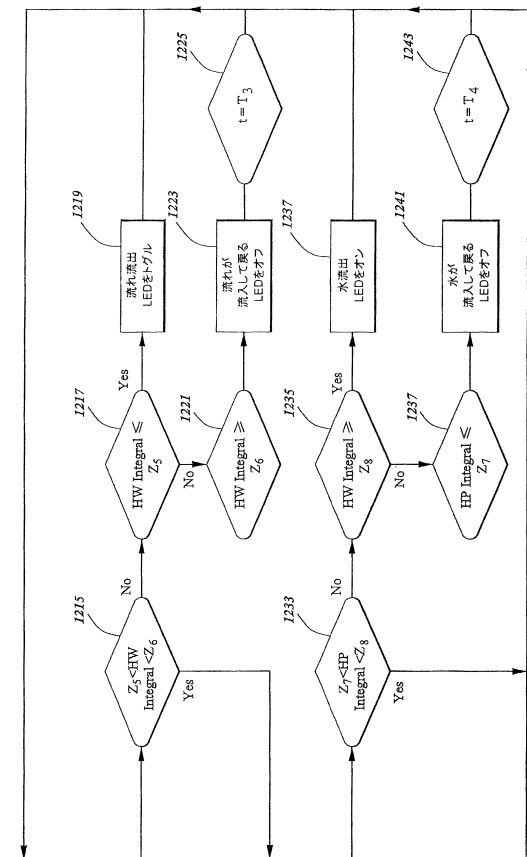 1215
Z5<HW
Integral <Z6
Yes
No
1217
HW Integral ≤
Z5
Yes
No
1219
流れ流出
LEDをトグル
1221
HW Integral ≥
Z6
1223
流れが
流入して戻る
LEDをオフ
1225
t=T3
1233
Z7<HP
Integral <Z8
Yes
No
1235
HW Integral ≥
Z8
Yes
No
1237
水流出
LEDをオン
1237
HP Integral ≤
Z7
1241
水が
流入して戻る
LEDをオフ
1243
t=T4